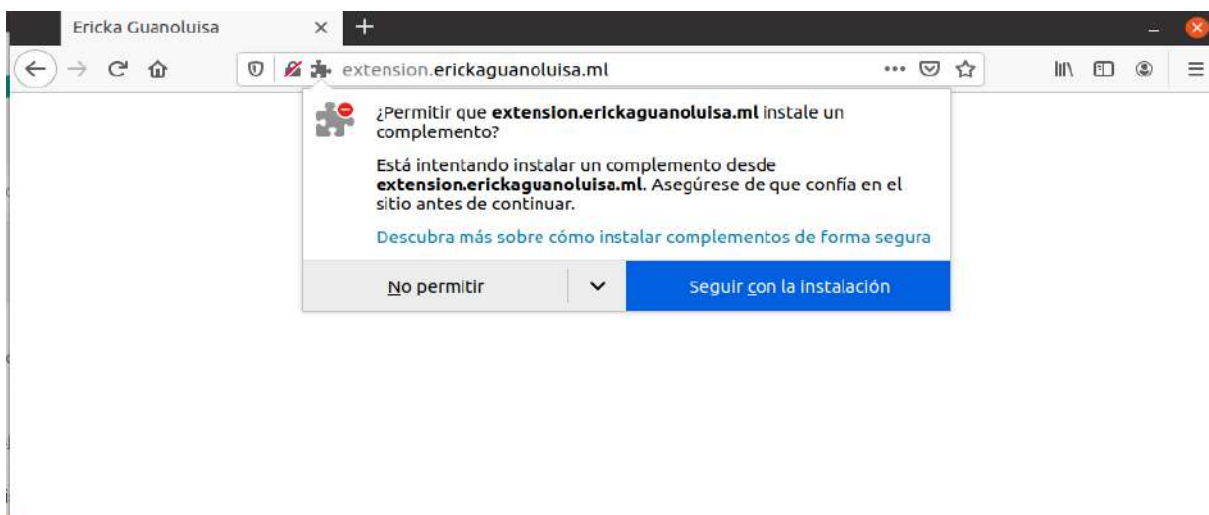 Ericka Guanoluisa
extension.erickaguanoluisa.ml
¿Permitir que extension.erickaguanoluisa.ml instale un
complemento?
Está intentando instalar un complemento desde
extension.erickaguanoluisa.ml. Asegúrese de que confía en el
sitio antes de continuar.
Descubra más sobre cómo instalar complementos de forma segura
No permitir
Seguir con la instalación